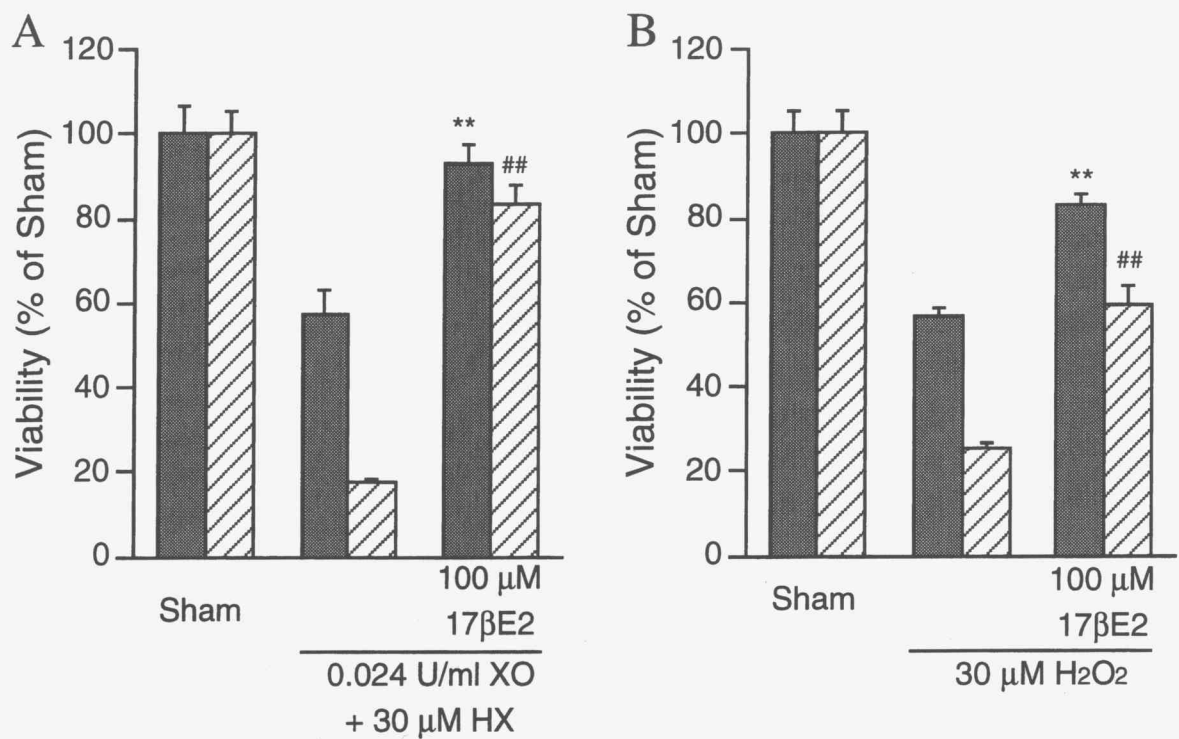 A
Viability (% of Sham)
120
100
80
60
40
20
0
**
##
Sham
100 μM
17βE2
0.024 U/ml XO
+ 30 μM HX
B
Viability (% of Sham)
120
100
80
60
40
20
0
**
##
Sham
100 μM
17βE2
30 μM H2O2